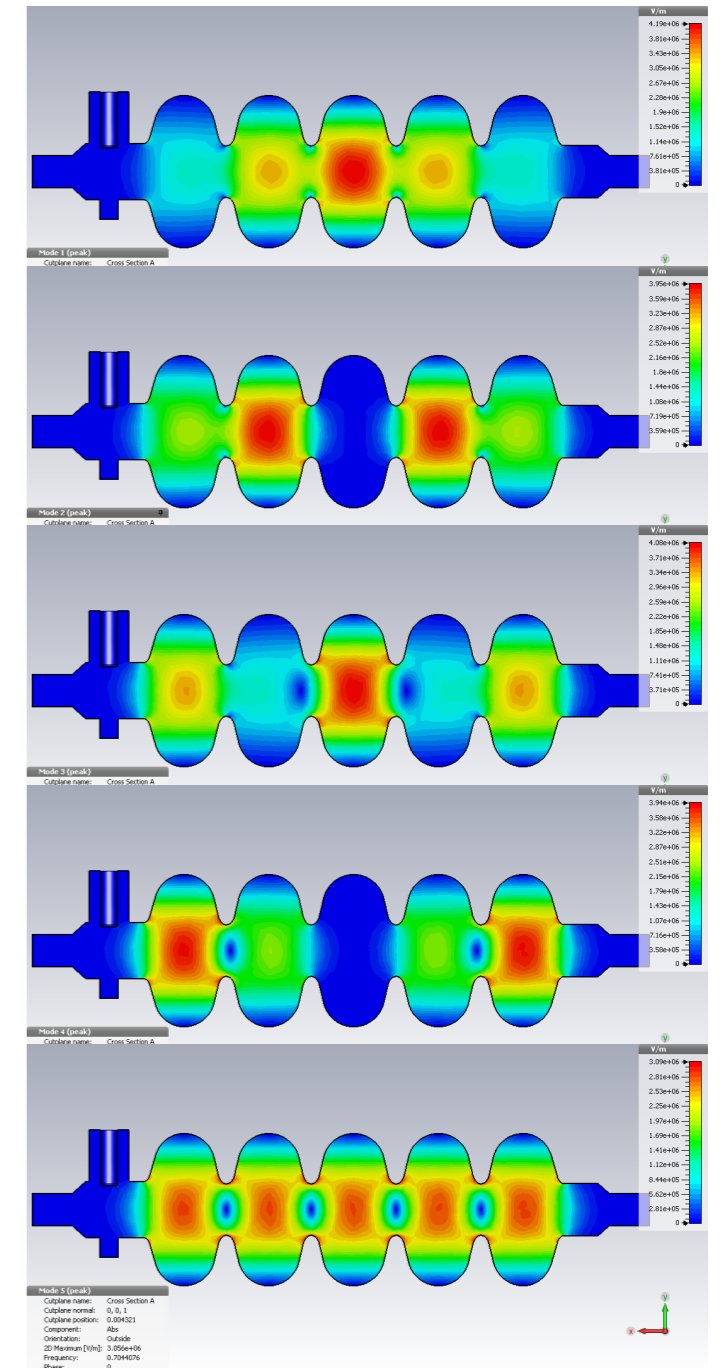 V/m
4.19e+06
3.81e+06
3.43e+06
3.05e+06
2.67e+06
2.28e+06
1.9e+06
1.52e+06
1.14e+06
7.61e+05
3.81e+05
0
Mode 1 (peak)
Cutplane name: Cross Section A
y
V/m
3.95e+06
3.59e+06
3.23e+06
2.87e+06
2.52e+06
2.16e+06
1.8e+06
1.44e+06
1.08e+06
7.19e+05
3.59e+05
0
Mode 2 (peak)
Cutplane name: Cross Section A
y
V/m
4.08e+06
3.71e+06
3.34e+06
2.96e+06
2.59e+06
2.22e+06
1.85e+06
1.48e+06
1.11e+06
7.41e+05
3.71e+05
0
Mode 3 (peak)
Cutplane name: Cross Section A
y
V/m
3.94e+06
3.58e+06
3.22e+06
2.87e+06
2.51e+06
2.15e+06
1.79e+06
1.43e+06
1.07e+06
7.16e+05
3.58e+05
0
Mode 4 (peak)
Cutplane name: Cross Section A
y
V/m
3.09e+06
2.81e+06
2.53e+06
2.25e+06
1.97e+06
1.69e+06
1.41e+06
1.12e+06
8.44e+05
5.62e+05
2.81e+05
0
Mode 5 (peak)
Cutplane name: Cross Section A
Cutplane normal: 0, 0, 1
Cutplane position: 0.004321
Component: Abs
Orientation: Outside
2D Maximum [V/m]: 3.056e+06
Frequency: 0.7044076
Phase: 0
y
x